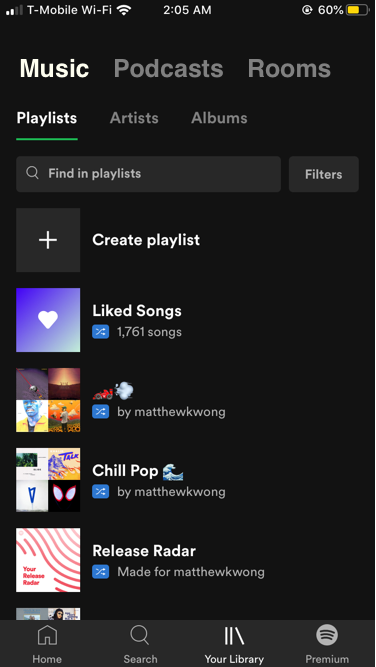 T-Mobile Wi-Fi 2:05 AM 60%
Music Podcasts Rooms
Playlists Artists Albums
Find in playlists Filters
Create playlist
Liked Songs
1,761 songs
🏎️💨
by matthewkwong
TALK
Chill Pop 🌊
by matthewkwong
Release Radar
Your
Release
Radar
Made for matthewkwong
Home Search Your Library Premium